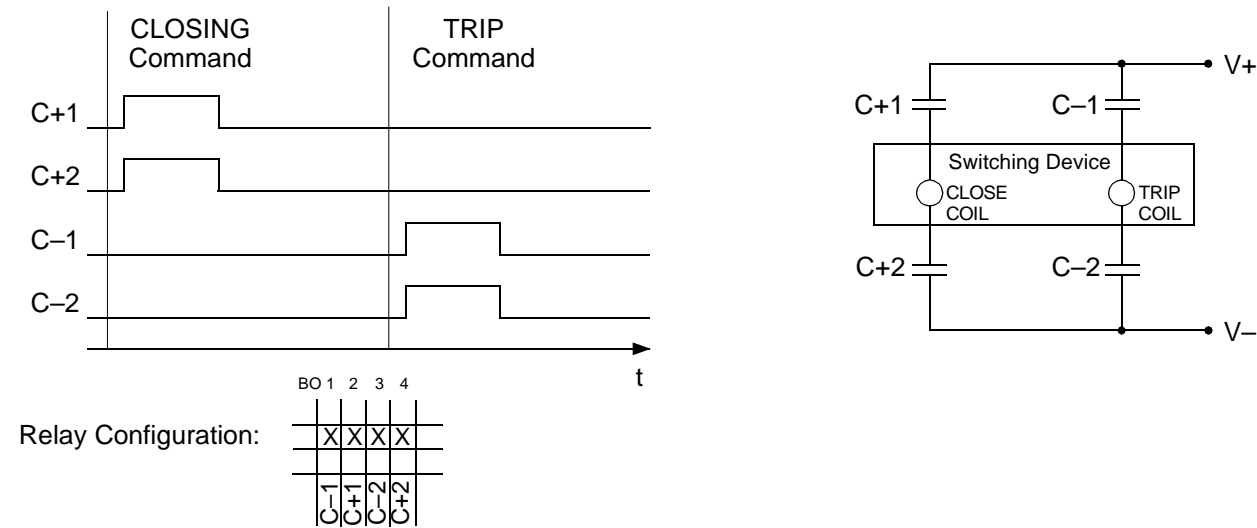 CLOSING
Command
TRIP
Command
C+1
C+2
C–1
C–2
t
BO 1 2 3 4
Relay Configuration:
X X X X
C–1 C+1 C–2 C+2
V+
C+1 C–1
Switching Device
CLOSE
COIL
TRIP
COIL
C+2 C–2
V–